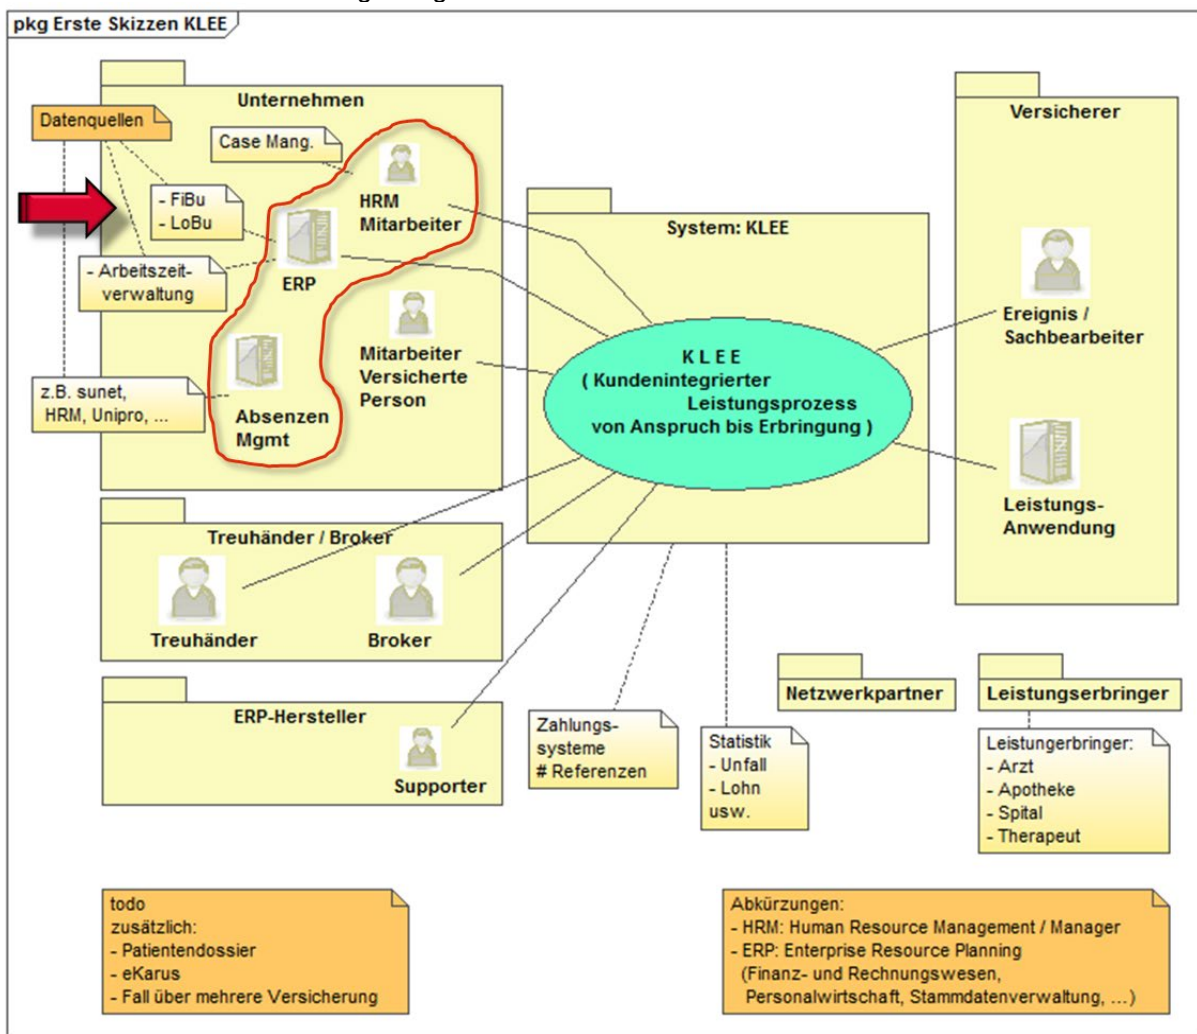 pkg Erste Skizzen KLEE
Unternehmen
Datenquellen
Case Mang.
- FiBu
- LoBu
HRM
Mitarbeiter
- Arbeitszeit-
verwaltung
ERP
z.B. sunet,
HRM, Unipro, ...
Absenzen
Mgmt
Mitarbeiter
Versicherte
Person
System: KLEE
K L E E
( Kundenintegrierter
Leistungsprozess
von Anspruch bis Erbringung )
Versicherer
Ereignis /
Sachbearbeiter
Leistungs-
Anwendung
Treuhänder / Broker
Treuhänder
Broker
ERP-Hersteller
Supporter
Zahlungs-
systeme
# Referenzen
Statistik
- Unfall
- Lohn
usw.
Netzwerkpartner
Leistungserbringer
Leistungerbringer:
- Arzt
- Apotheke
- Spital
- Therapeut
todo
zusätzlich:
- Patientendossier
- eKarus
- Fall über mehrere Versicherung
Abkürzungen:
- HRM: Human Resource Management / Manager
- ERP: Enterprise Resource Planning
(Finanz- und Rechnungswesen,
Personalwirtschaft, Stammdatenverwaltung, ...)